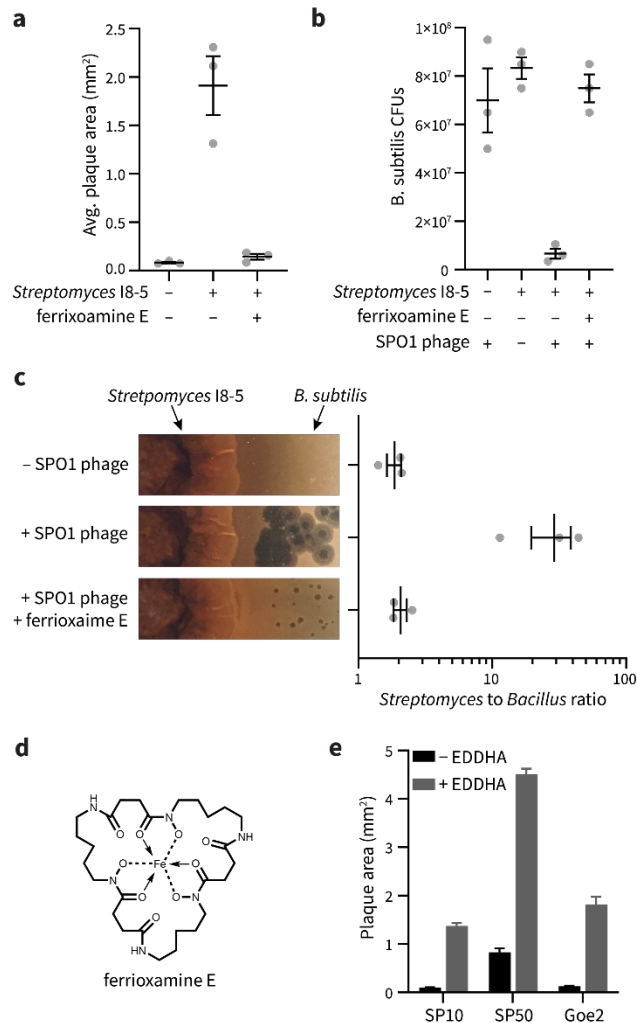 a
Avg. plaque area (mm²)
2.5
2.0
1.5
1.0
0.5
0.0
Streptomyces I8-5 – + +
ferrixoamine E – – +
b
B. subtilis CFUs
1×10⁸
8×10⁷
6×10⁷
4×10⁷
2×10⁷
0
Streptomyces I8-5 – + + +
ferrixoamine E – – – +
SPO1 phage + – + +
c
Stretpomyces I8-5
B. subtilis
– SPO1 phage
+ SPO1 phage
+ SPO1 phage
+ ferrioxaime E
1 10 100
Streptomyces to Bacillus ratio
d
NH
O
N
O
O
O
NH
O
Fe
O
N
O
O
N
O
HN
ferrioxamine E
e
Plaque area (mm²)
5
4
3
2
1
0
– EDDHA
+ EDDHA
SP10 SP50 Goe2